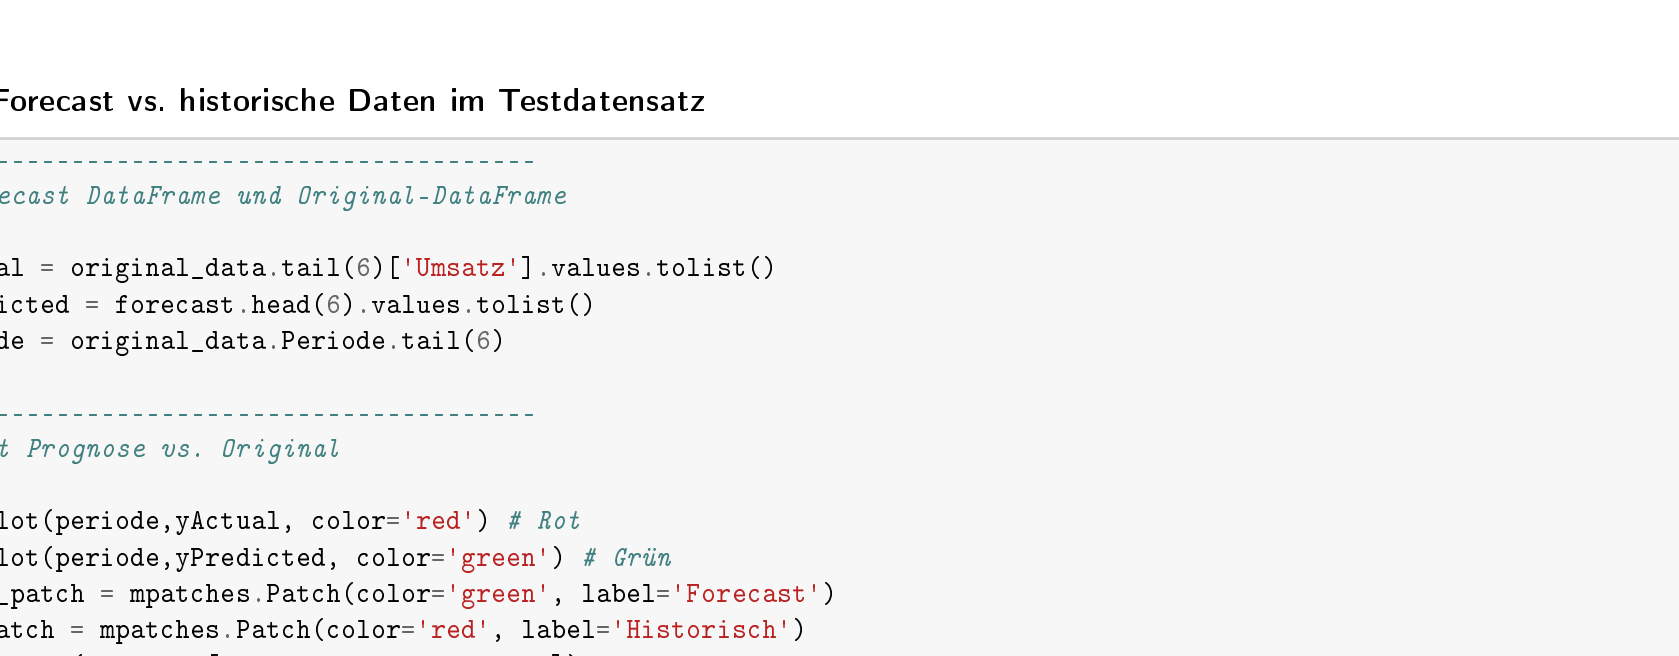 Forecast vs. historische Daten im Testdatensatz
------------------------------------
ecast DataFrame und Original-DataFrame
al = original_data.tail(6)['Umsatz'].values.tolist()
icted = forecast.head(6).values.tolist()
de = original_data.Periode.tail(6)
------------------------------------
t Prognose vs. Original
lot(periode,yActual, color='red') # Rot
lot(periode,yPredicted, color='green') # Grün
_patch = mpatches.Patch(color='green', label='Forecast')
atch = mpatches.Patch(color='red', label='Historisch')